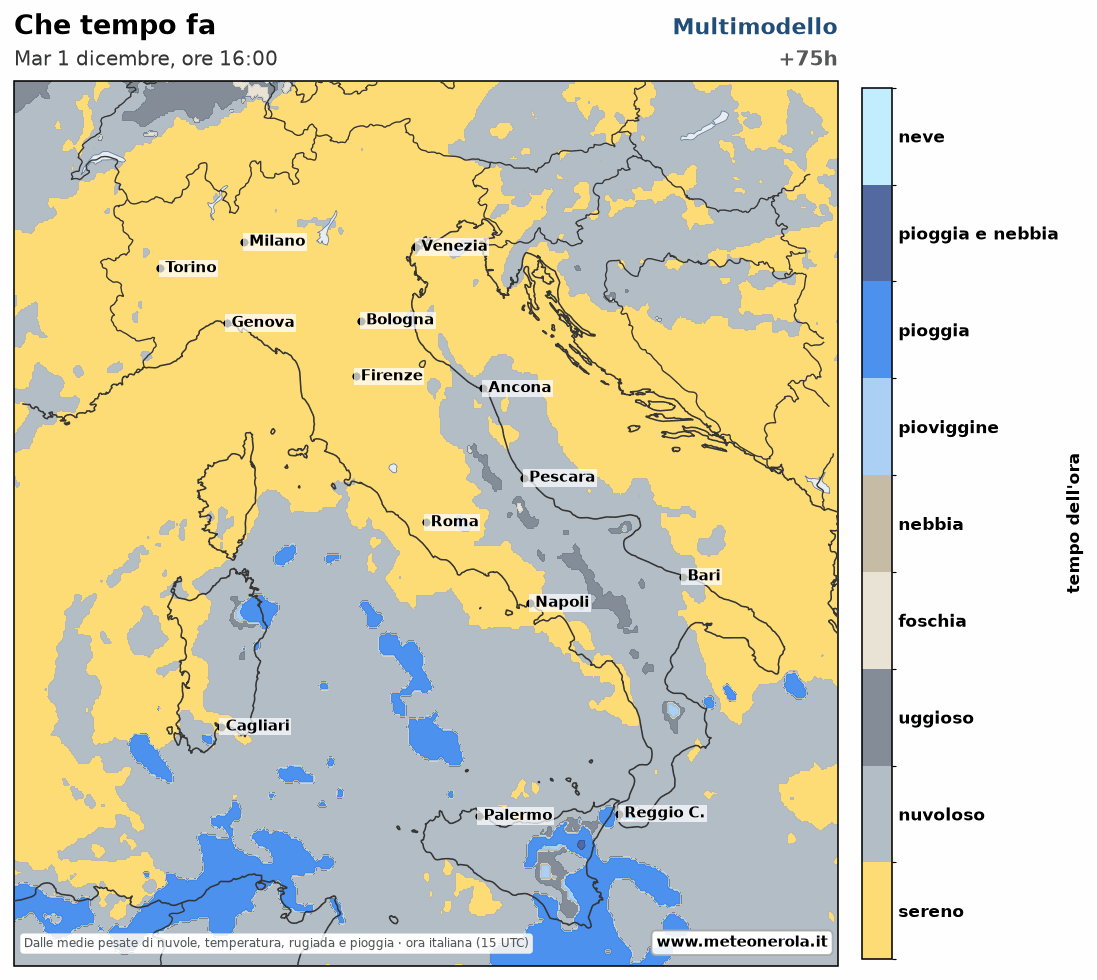 Che tempo fa
Multimodello
Mar 1 dicembre, ore 16:00
+75h
Milano
Venezia
Torino
Genova
Bologna
Firenze
Ancona
Pescara
Roma
Bari
Napoli
Cagliari
Palermo
Reggio C.
Dalle medie pesate di nuvole, temperatura, rugiada e pioggia · ora italiana (15 UTC)
www.meteonerola.it
neve
pioggia e nebbia
pioggia
pioviggine
nebbia
foschia
uggioso
nuvoloso
sereno
tempo dell'ora